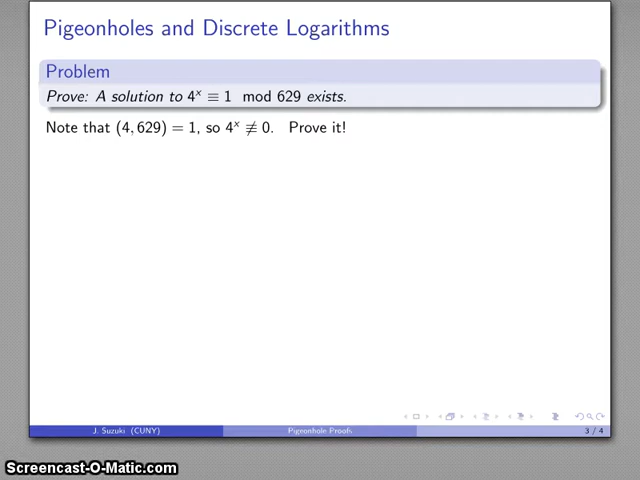 Pigeonholes and Discrete Logarithms
Problem
Prove: A solution to 4ˣ ≡ 1 mod 629 exists.
Note that (4, 629) = 1, so 4ˣ ≢ 0. Prove it!
J. Suzuki (CUNY) Pigeonhole Proofs 3 / 4
Screencast-O-Matic.com